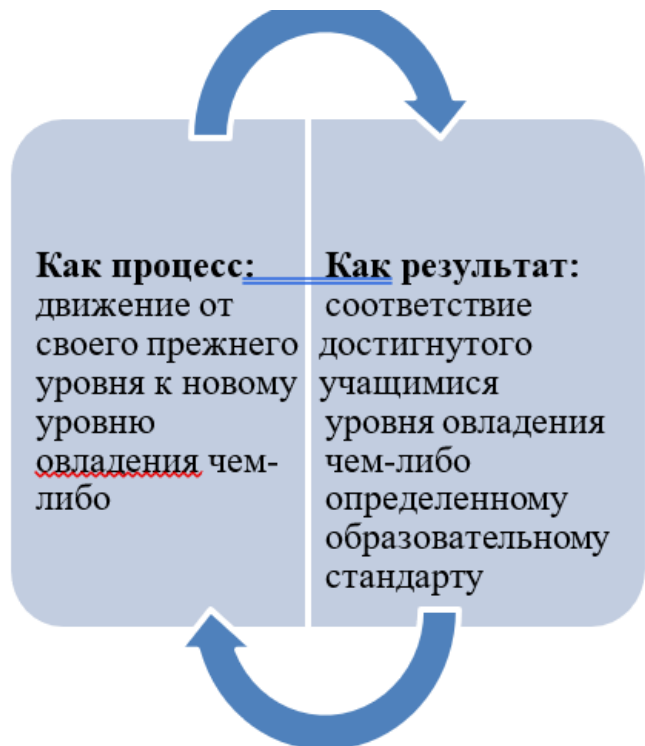 Как процесс:
движение от
своего прежнего
уровня к новому
уровню
овладения чем-
либо
Как результат:
соответствие
достигнутого
учащимися
уровня овладения
чем-либо
определенному
образовательному
стандарту